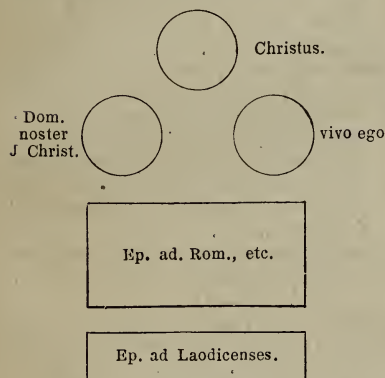 Christus.
Dom.
noster
J Christ.
vivo ego
Ep. ad. Rom., etc.
Ep. ad Laodicenses.